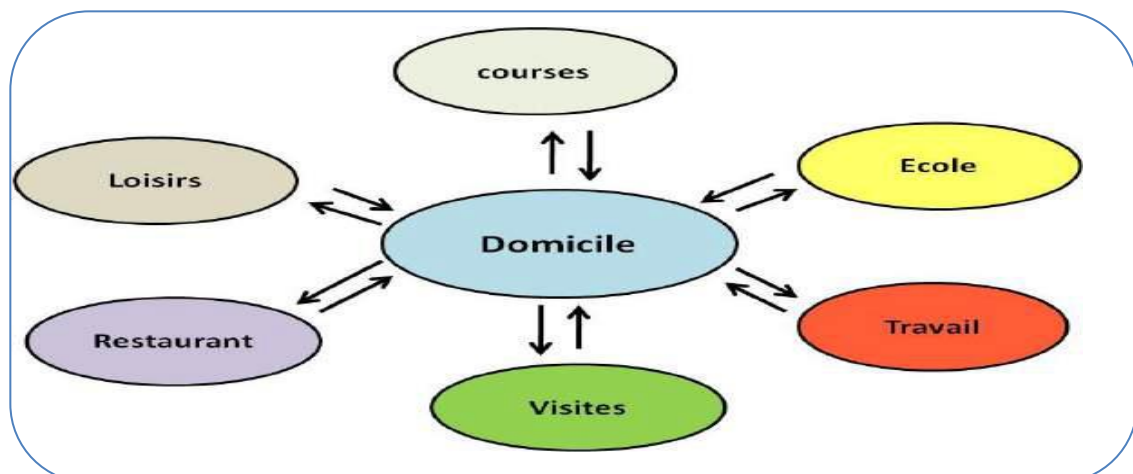 courses
Loisirs
Ecole
Domicile
Restaurant
Travail
Visites